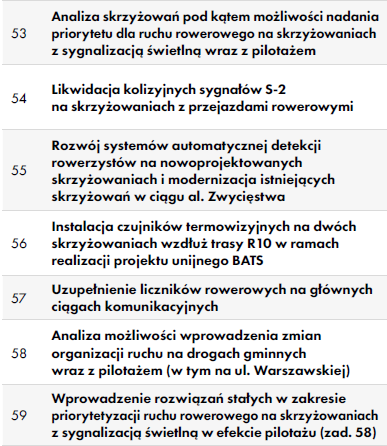 53
Analiza skrzyżowań pod kątem możliwości nadania
priorytetu dla ruchu rowerowego na skrzyżowaniach
z sygnalizacją świetlną wraz z pilotażem
54
Likwidacja kolizyjnych sygnałów S-2
na skrzyżowaniach z przejazdami rowerowymi
55
Rozwój systemów automatycznej detekcji
rowerzystów na nowoprojektowanych
skrzyżowaniach i modernizacja istniejących
skrzyżowań w ciągu al. Zwycięstwa
56
Instalacja czujników termowizyjnych na dwóch
skrzyżowaniach wzdłuż trasy R10 w ramach
realizacji projektu unijnego BATS
57
Uzupełnienie liczników rowerowych na głównych
ciągach komunikacyjnych
58
Analiza możliwości wprowadzenia zmian
organizacji ruchu na drogach gminnych
wraz z pilotażem (w tym na ul. Warszawskiej)
59
Wprowadzenie rozwiązań stałych w zakresie
priorytetyzacji ruchu rowerowego na skrzyżowaniach
z sygnalizacją świetlną w efekcie pilotażu (zad. 58)